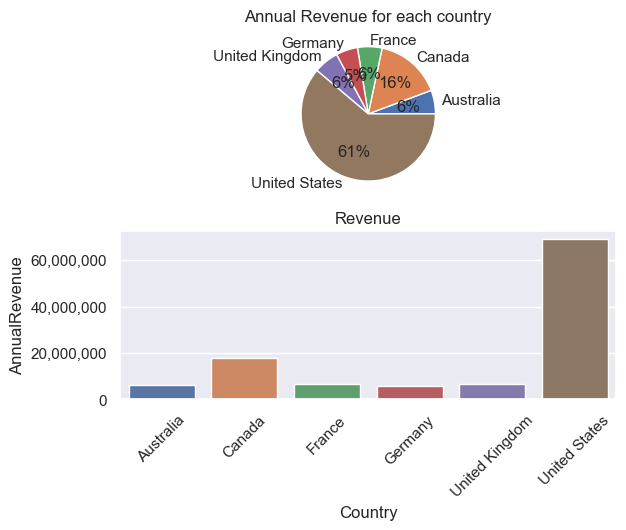 Annual Revenue for each country
France
Germany
United Kingdom
Canada
6%
5%
6%
16%
Australia
6%
61%
United States
Revenue
AnnualRevenue
60,000,000
40,000,000
20,000,000
0
Australia
Canada
France
Germany
United Kingdom
United States
Country